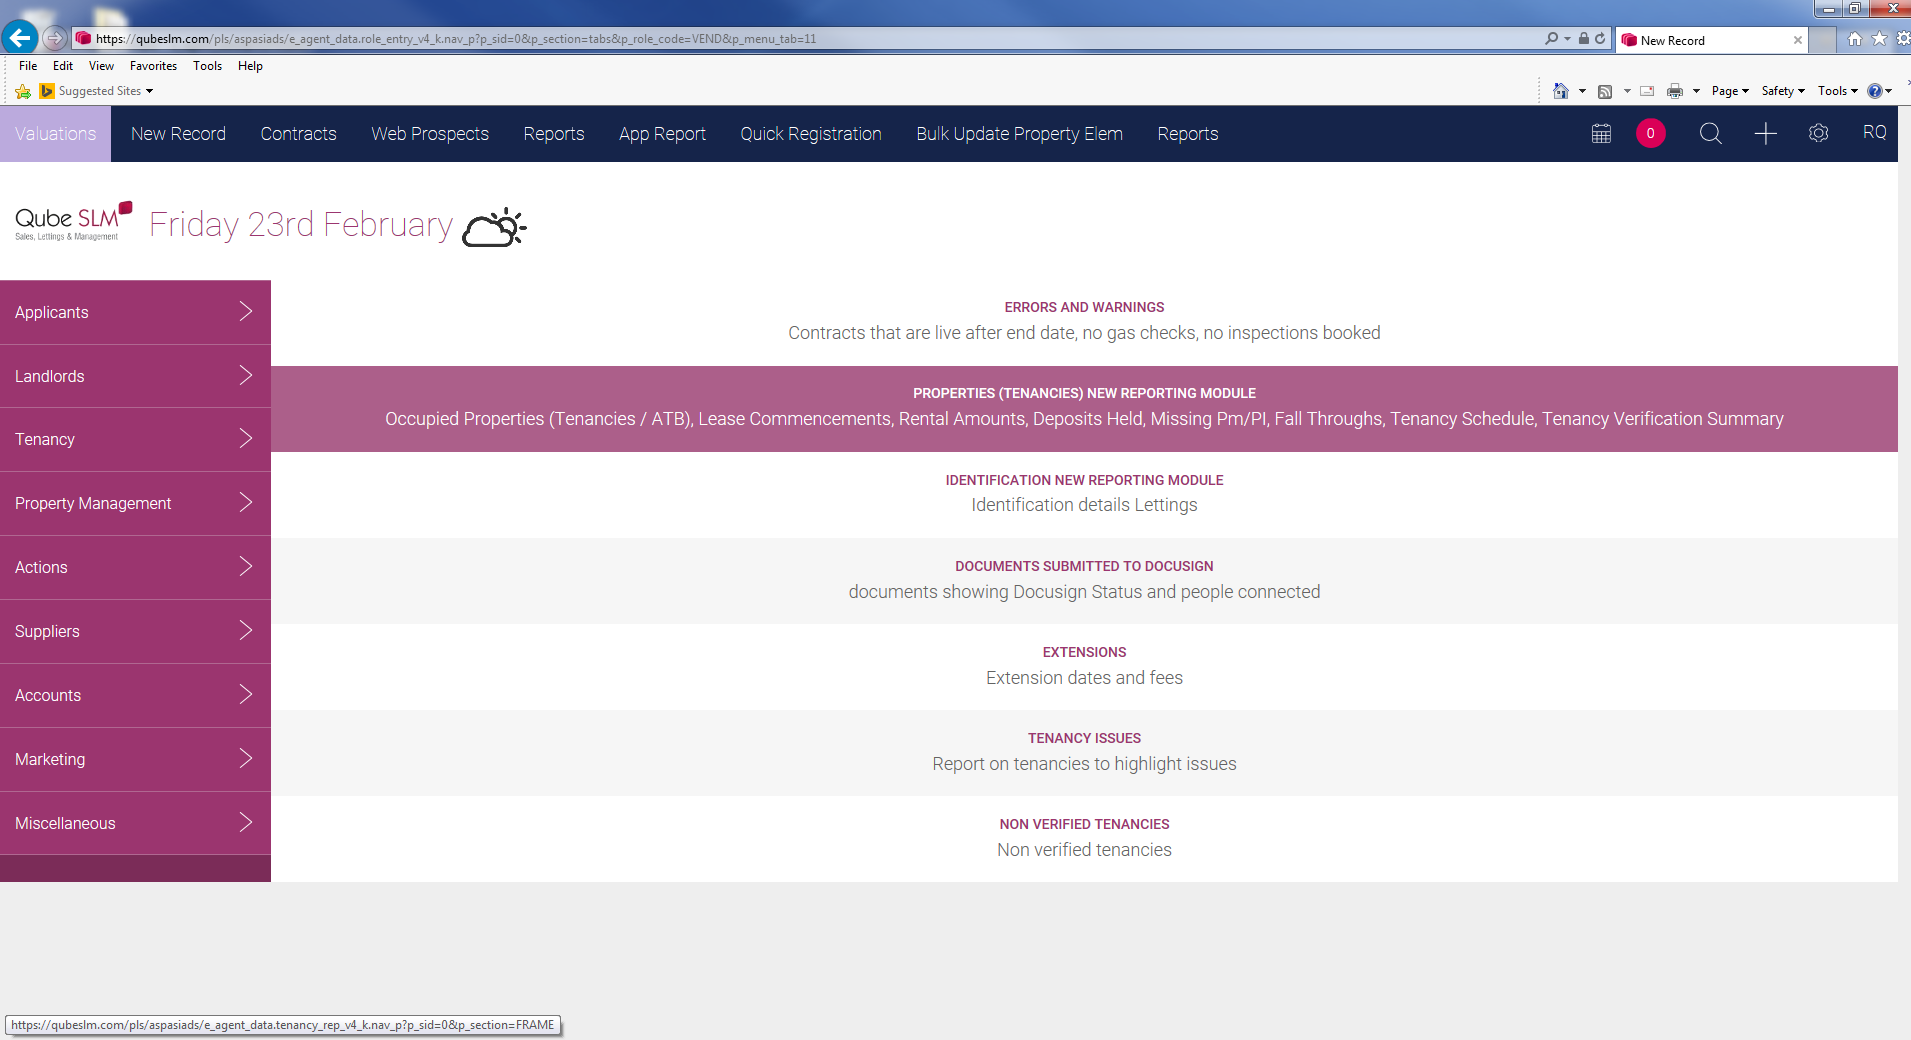 https://qubeslm.com/pls/aspasiads/e_agent_data.role_entry_v4_k.nav_p?p_sid=0&p_section=tabs&p_role_code=VEND&p_menu_tab=11
New Record
File Edit View Favorites Tools Help
Suggested Sites
Page Safety Tools
Valuations New Record Contracts Web Prospects Reports App Report Quick Registration Bulk Update Property Elem Reports 0 RQ
Qube SLM
Sales, Lettings & Management
Friday 23rd February
Applicants
Landlords
Tenancy
Property Management
Actions
Suppliers
Accounts
Marketing
Miscellaneous
ERRORS AND WARNINGS
Contracts that are live after end date, no gas checks, no inspections booked
PROPERTIES (TENANCIES) NEW REPORTING MODULE
Occupied Properties (Tenancies / ATB), Lease Commencements, Rental Amounts, Deposits Held, Missing Pm/PI, Fall Throughs, Tenancy Schedule, Tenancy Verification Summary
IDENTIFICATION NEW REPORTING MODULE
Identification details Lettings
DOCUMENTS SUBMITTED TO DOCUSIGN
documents showing Docusign Status and people connected
EXTENSIONS
Extension dates and fees
TENANCY ISSUES
Report on tenancies to highlight issues
NON VERIFIED TENANCIES
Non verified tenancies
https://qubeslm.com/pls/aspasiads/e_agent_data.tenancy_rep_v4_k.nav_p?p_sid=0&p_section=FRAME